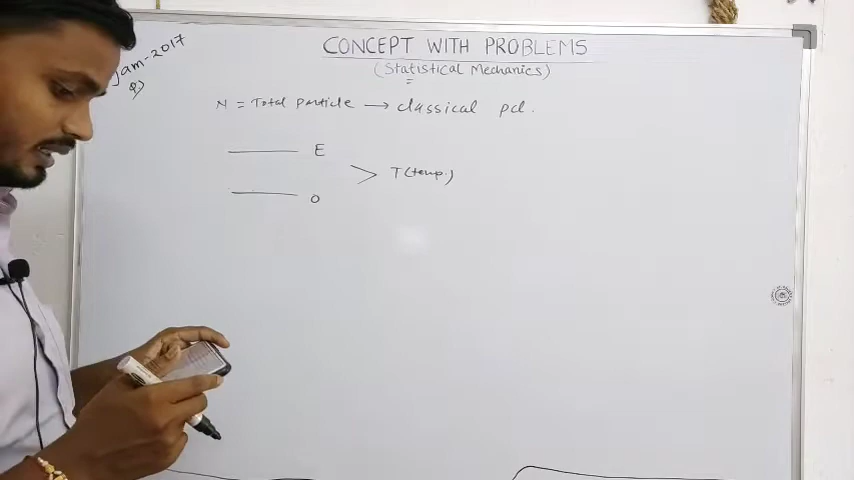 Jam-2017
Q)
CONCEPT WITH PROBLEMS
(Statistical Mechanics)
N = Total particle → classical pcl.
E
T(temp.)
0